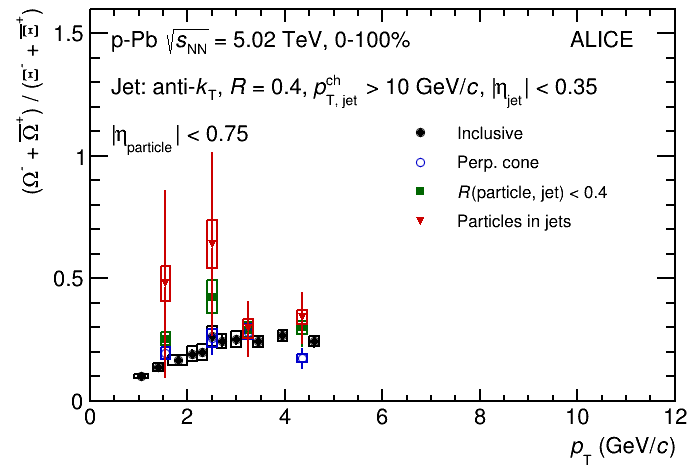 (Ω⁻ + Ω̅⁺) / (Ξ⁻ + Ξ̅⁺)
p-Pb √s_NN = 5.02 TeV, 0-100% ALICE
Jet: anti-k_T, R = 0.4, p_T, jet^ch > 10 GeV/c, |η_jet| < 0.35
|η_particle| < 0.75
Inclusive
Perp. cone
R(particle, jet) < 0.4
Particles in jets
1.5
1
0.5
0
0 2 4 6 8 10 12
p_T (GeV/c)